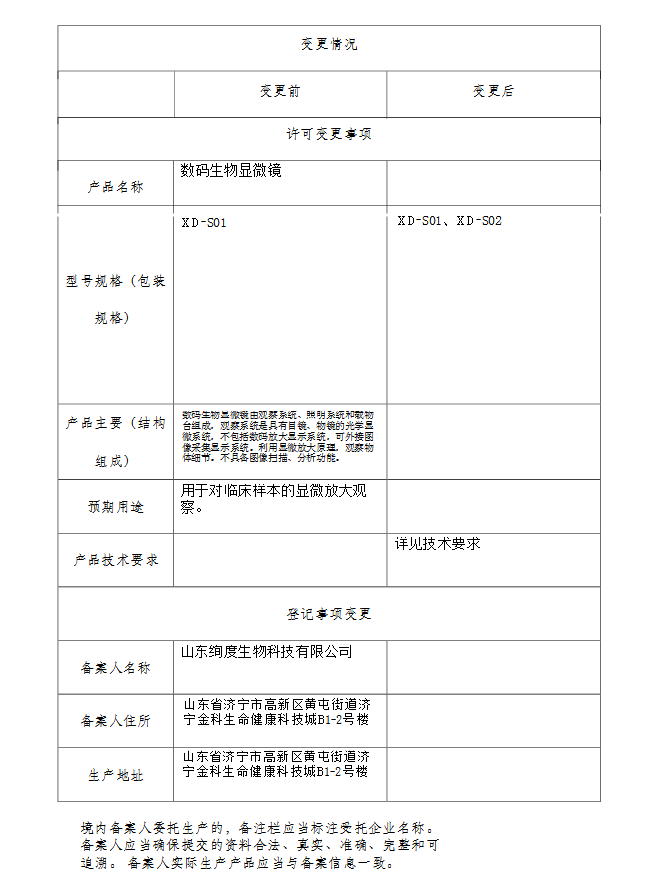 变更情况
变更前
变更后
许可变更事项
产品名称
数码生物显微镜
型号规格（包装
规格）
XD-S01
XD-S01、XD-S02
产品主要（结构
组成）
数码生物显微镜由观察系统、照明系统和载物
台组成，观察系统是具有目镜、物镜的光学显
微系统，不包括数码放大显示系统，可外接图
像采集显示系统。利用显微放大原理，观察物
体细节。不具备图像扫描、分析功能。
预期用途
用于对临床样本的显微放大观
察。
产品技术要求
详见技术要求
登记事项变更
备案人名称
山东绚度生物科技有限公司
备案人住所
山东省济宁市高新区黄屯街道济
宁金科生命健康科技城B1-2号楼
生产地址
山东省济宁市高新区黄屯街道济
宁金科生命健康科技城B1-2号楼
境内备案人委托生产的，备注栏应当标注受托企业名称。
备案人应当确保提交的资料合法、真实、准确、完整和可
追溯。 备案人实际生产产品应当与备案信息一致。